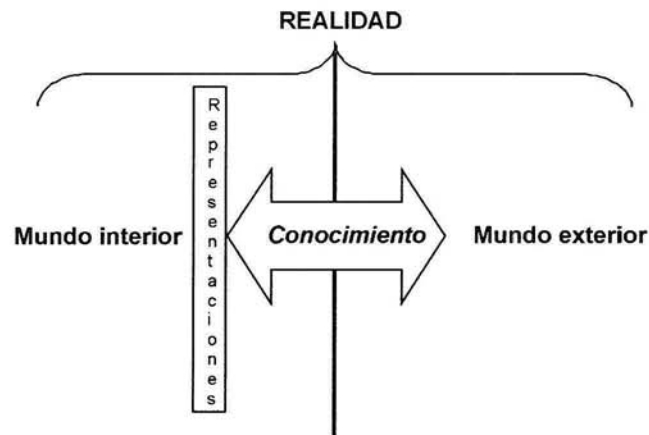 REALIDAD
Representaciones
Mundo interior
Conocimiento
Mundo exterior